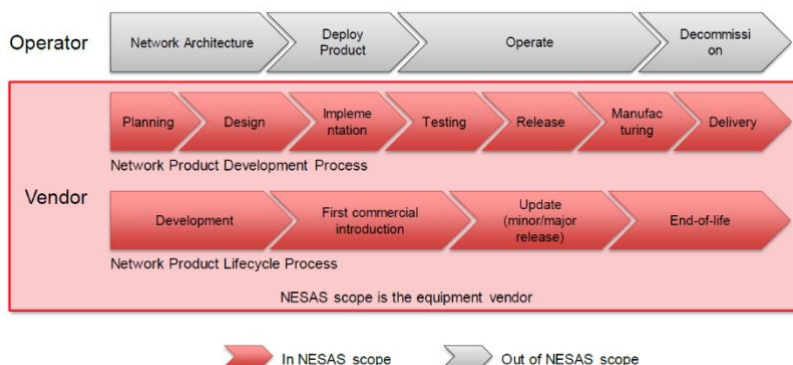 Operator
Network Architecture
Deploy
Product
Operate
Decommissi
on
Vendor
Planning
Design
Impleme
ntation
Testing
Release
Manufac
turing
Delivery
Network Product Development Process
Development
First commercial
introduction
Update
(minor/major
release)
End-of-life
Network Product Lifecycle Process
NESAS scope is the equipment vendor
In NESAS scope
Out of NESAS scope